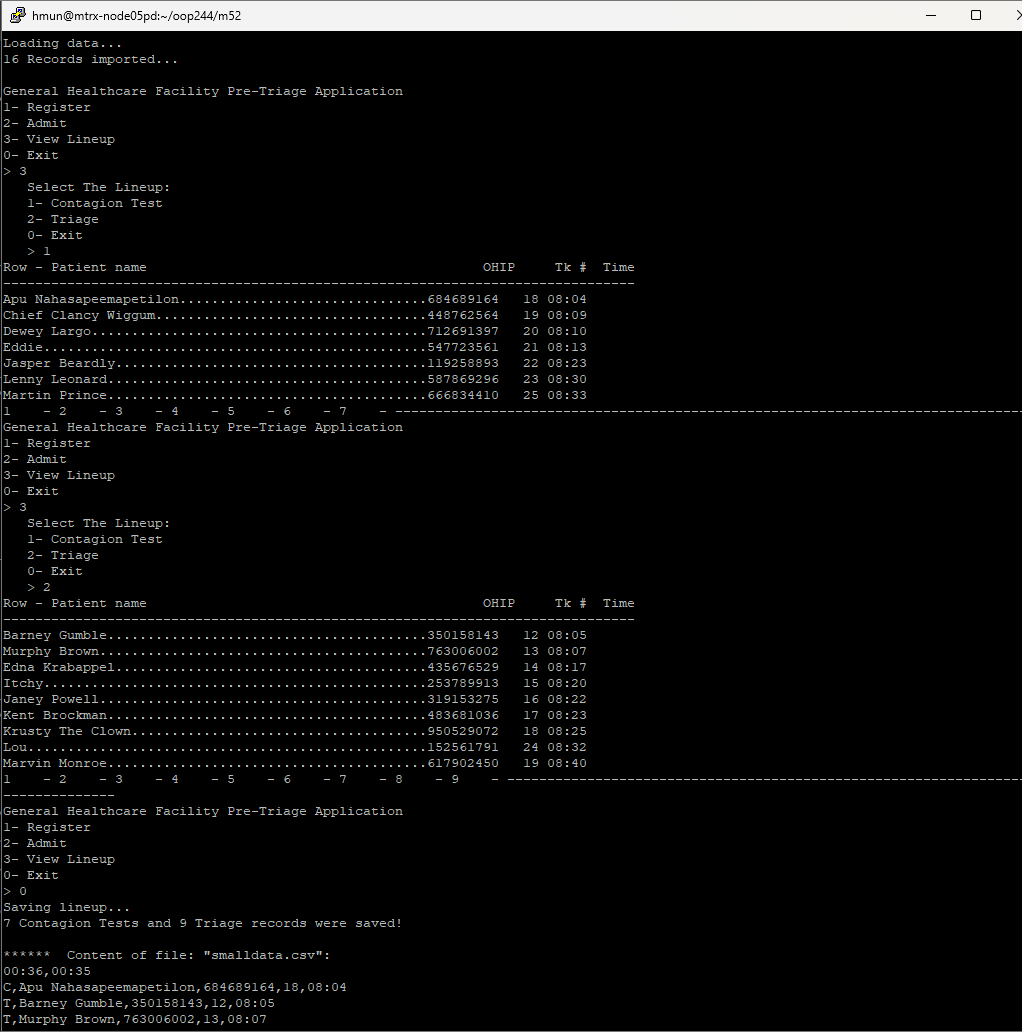 hmun@mtrx-node05pd:~/oop244/m52
Loading data...
16 Records imported...
General Healthcare Facility Pre-Triage Application
1- Register
2- Admit
3- View Lineup
0- Exit
> 3
   Select The Lineup:
   1- Contagion Test
   2- Triage
   0- Exit
   > 1
Row - Patient name                                          OHIP     Tk #  Time
-------------------------------------------------------------------------------
Apu Nahasapeemapetilon...............................684689164   18 08:04
Chief Clancy Wiggum..................................448762564   19 08:09
Dewey Largo..........................................712691397   20 08:10
Eddie................................................547723561   21 08:13
Jasper Beardly.......................................119258893   22 08:23
Lenny Leonard........................................587869296   23 08:30
Martin Prince........................................666834410   25 08:33
1    - 2    - 3    - 4    - 5    - 6    - 7    - -------------------------------------------------------------------------------
General Healthcare Facility Pre-Triage Application
1- Register
2- Admit
3- View Lineup
0- Exit
> 3
   Select The Lineup:
   1- Contagion Test
   2- Triage
   0- Exit
   > 2
Row - Patient name                                          OHIP     Tk #  Time
-------------------------------------------------------------------------------
Barney Gumble........................................350158143   12 08:05
Murphy Brown.........................................763006002   13 08:07
Edna Krabappel.......................................435676529   14 08:17
Itchy................................................253789913   15 08:20
Janey Powell.........................................319153275   16 08:22
Kent Brockman........................................483681036   17 08:23
Krusty The Clown.....................................950529072   18 08:25
Lou..................................................152561791   24 08:32
Marvin Monroe........................................617902450   19 08:40
1    - 2    - 3    - 4    - 5    - 6    - 7    - 8    - 9    - -----------------------------------------------------------------
--------------
General Healthcare Facility Pre-Triage Application
1- Register
2- Admit
3- View Lineup
0- Exit
> 0
Saving lineup...
7 Contagion Tests and 9 Triage records were saved!
******  Content of file: "smalldata.csv":
00:36,00:35
C,Apu Nahasapeemapetilon,684689164,18,08:04
T,Barney Gumble,350158143,12,08:05
T,Murphy Brown,763006002,13,08:07